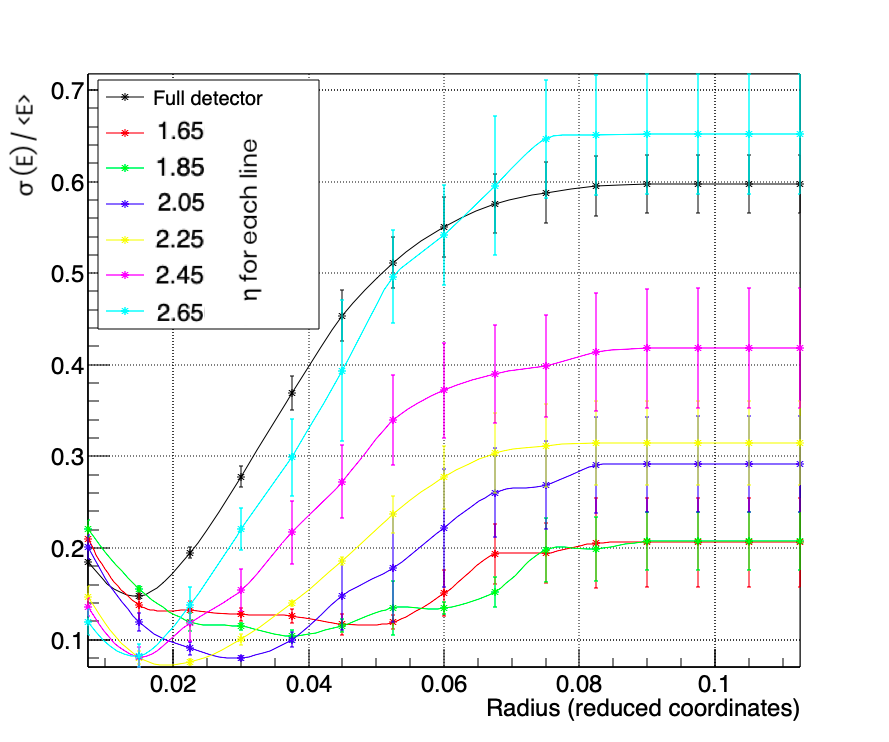 σ(E) / <E>
0.7
0.6
0.5
0.4
0.3
0.2
0.1
Full detector
1.65
1.85
2.05
2.25
2.45
2.65
η for each line
0.02 0.04 0.06 0.08 0.1
Radius (reduced coordinates)